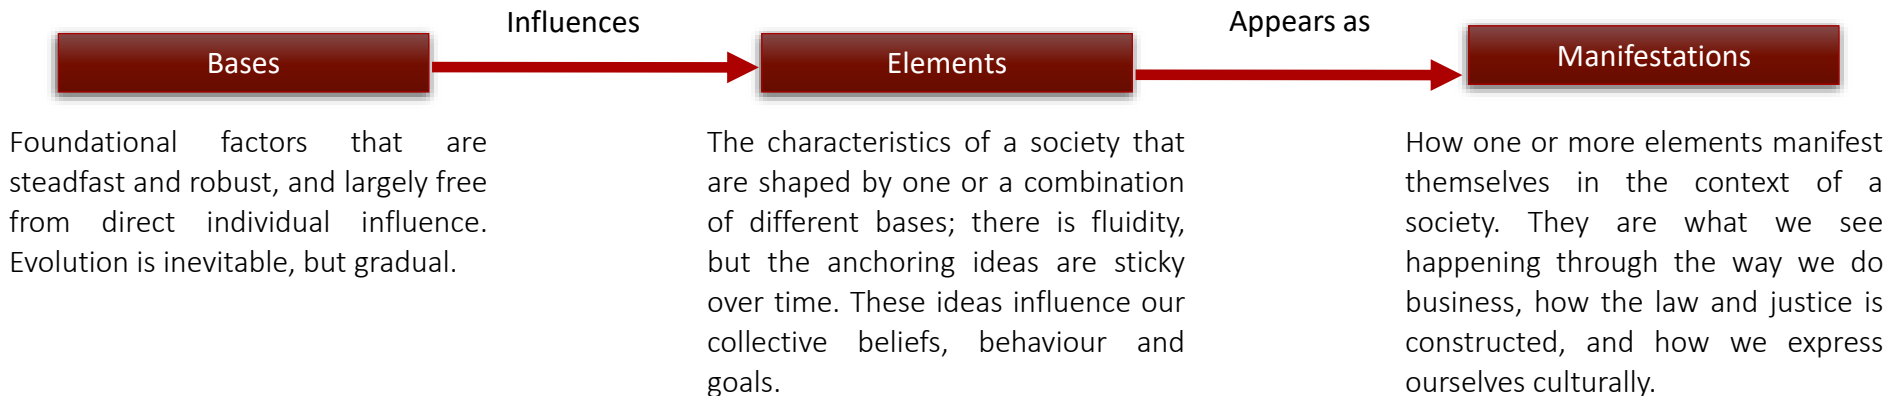 Influences
Appears as
Bases
Elements
Manifestations
Foundational factors that are
steadfast and robust, and largely free
from direct individual influence.
Evolution is inevitable, but gradual.
The characteristics of a society that
are shaped by one or a combination
of different bases; there is fluidity,
but the anchoring ideas are sticky
over time. These ideas influence our
collective beliefs, behaviour and
goals.
How one or more elements manifest
themselves in the context of a
society. They are what we see
happening through the way we do
business, how the law and justice is
constructed, and how we express
ourselves culturally.